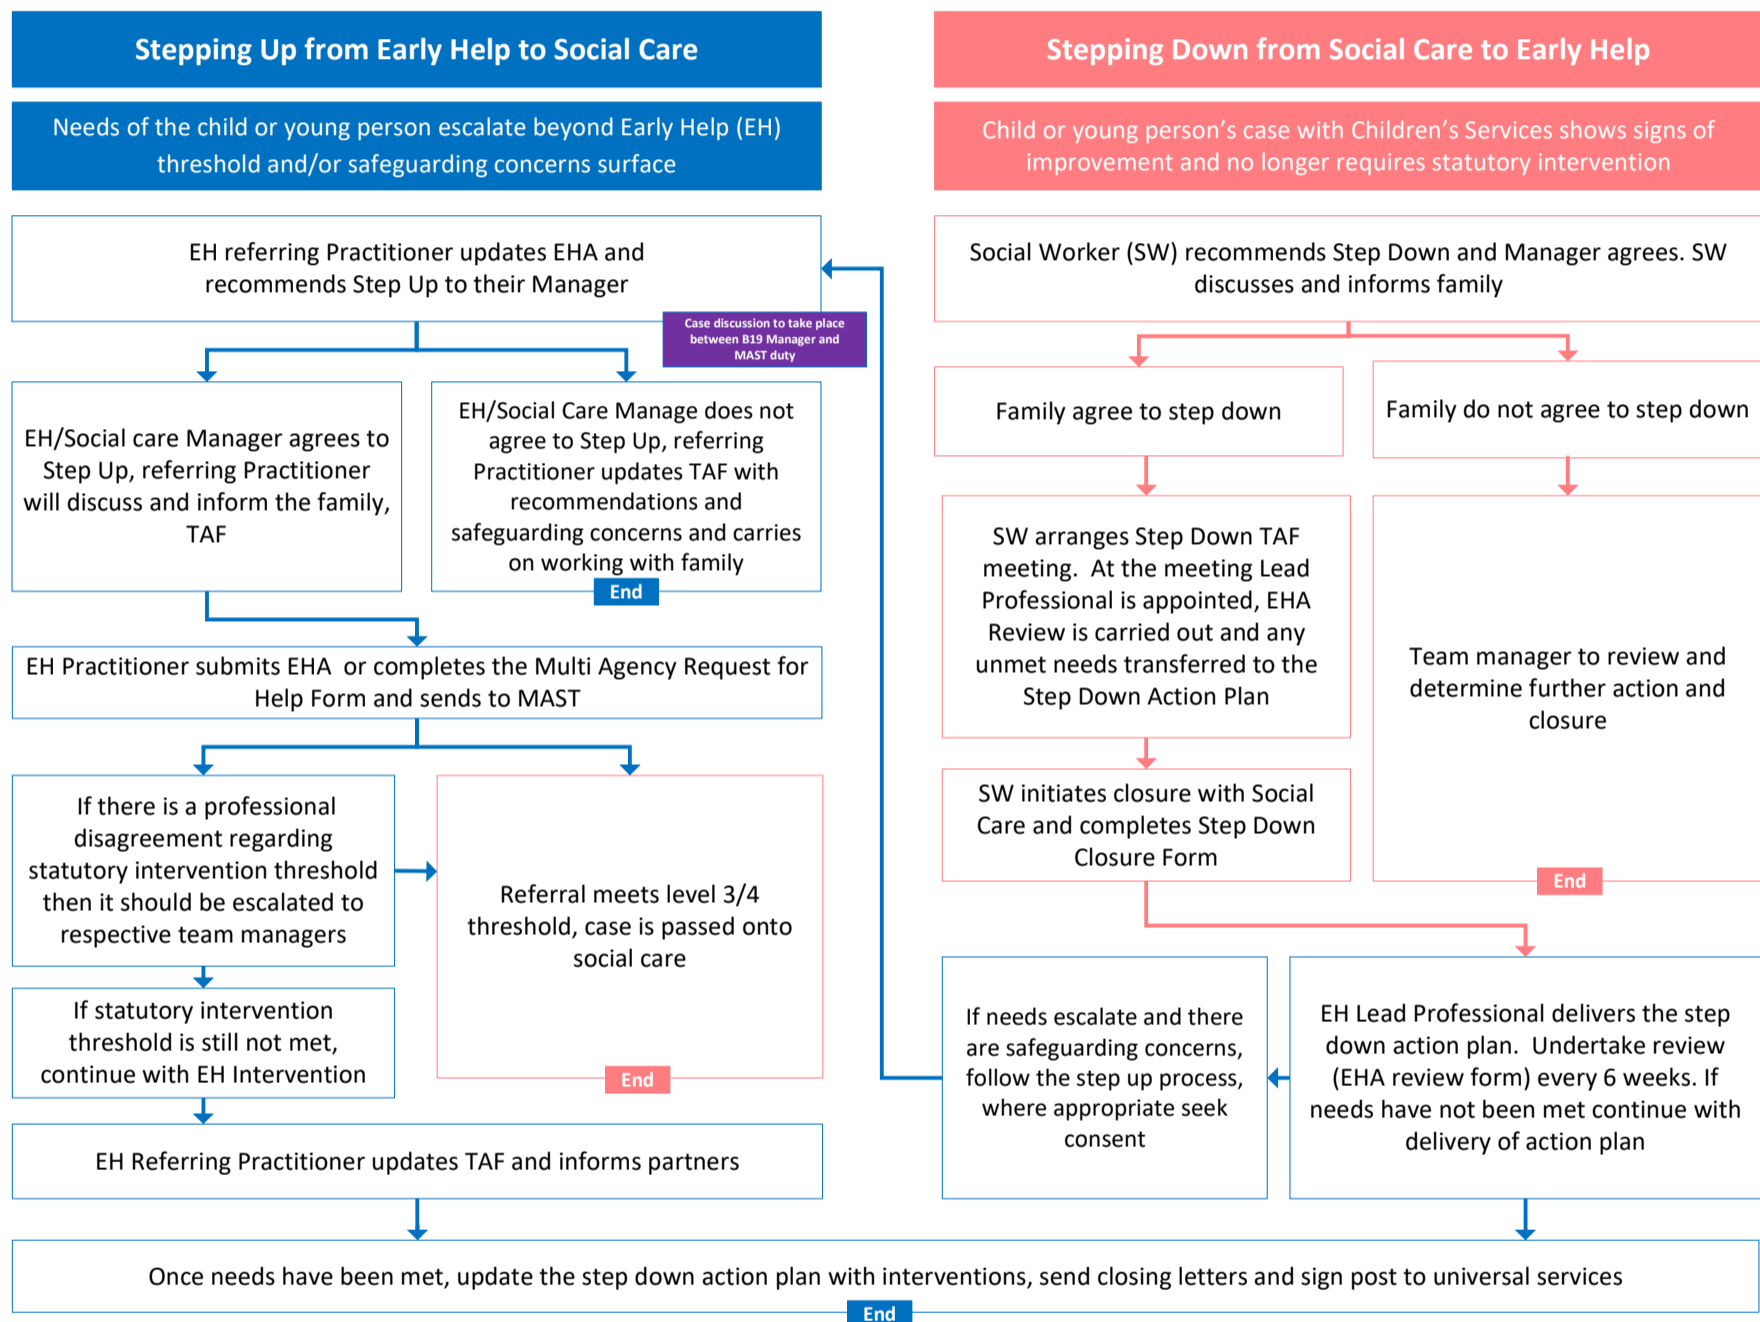 Stepping Up from Early Help to Social Care
Needs of the child or young person escalate beyond Early Help (EH)
threshold and/or safeguarding concerns surface
EH referring Practitioner updates EHA and
recommends Step Up to their Manager
Case discussion to take place
between B19 Manager and
MAST duty
EH/Social care Manager agrees to
Step Up, referring Practitioner
will discuss and inform the family,
TAF
EH/Social Care Manage does not
agree to Step Up, referring
Practitioner updates TAF with
recommendations and
safeguarding concerns and carries
on working with family
End
EH Practitioner submits EHA or completes the Multi Agency Request for
Help Form and sends to MAST
If there is a professional
disagreement regarding
statutory intervention threshold
then it should be escalated to
respective team managers
Referral meets level 3/4
threshold, case is passed onto
social care
End
If statutory intervention
threshold is still not met,
continue with EH Intervention
EH Referring Practitioner updates TAF and informs partners
Stepping Down from Social Care to Early Help
Child or young person’s case with Children’s Services shows signs of
improvement and no longer requires statutory intervention
Social Worker (SW) recommends Step Down and Manager agrees. SW
discusses and informs family
Family agree to step down
Family do not agree to step down
SW arranges Step Down TAF
meeting. At the meeting Lead
Professional is appointed, EHA
Review is carried out and any
unmet needs transferred to the
Step Down Action Plan
Team manager to review and
determine further action and
closure
End
SW initiates closure with Social
Care and completes Step Down
Closure Form
If needs escalate and there
are safeguarding concerns,
follow the step up process,
where appropriate seek
consent
EH Lead Professional delivers the step
down action plan. Undertake review
(EHA review form) every 6 weeks. If
needs have not been met continue with
delivery of action plan
Once needs have been met, update the step down action plan with interventions, send closing letters and sign post to universal services
End